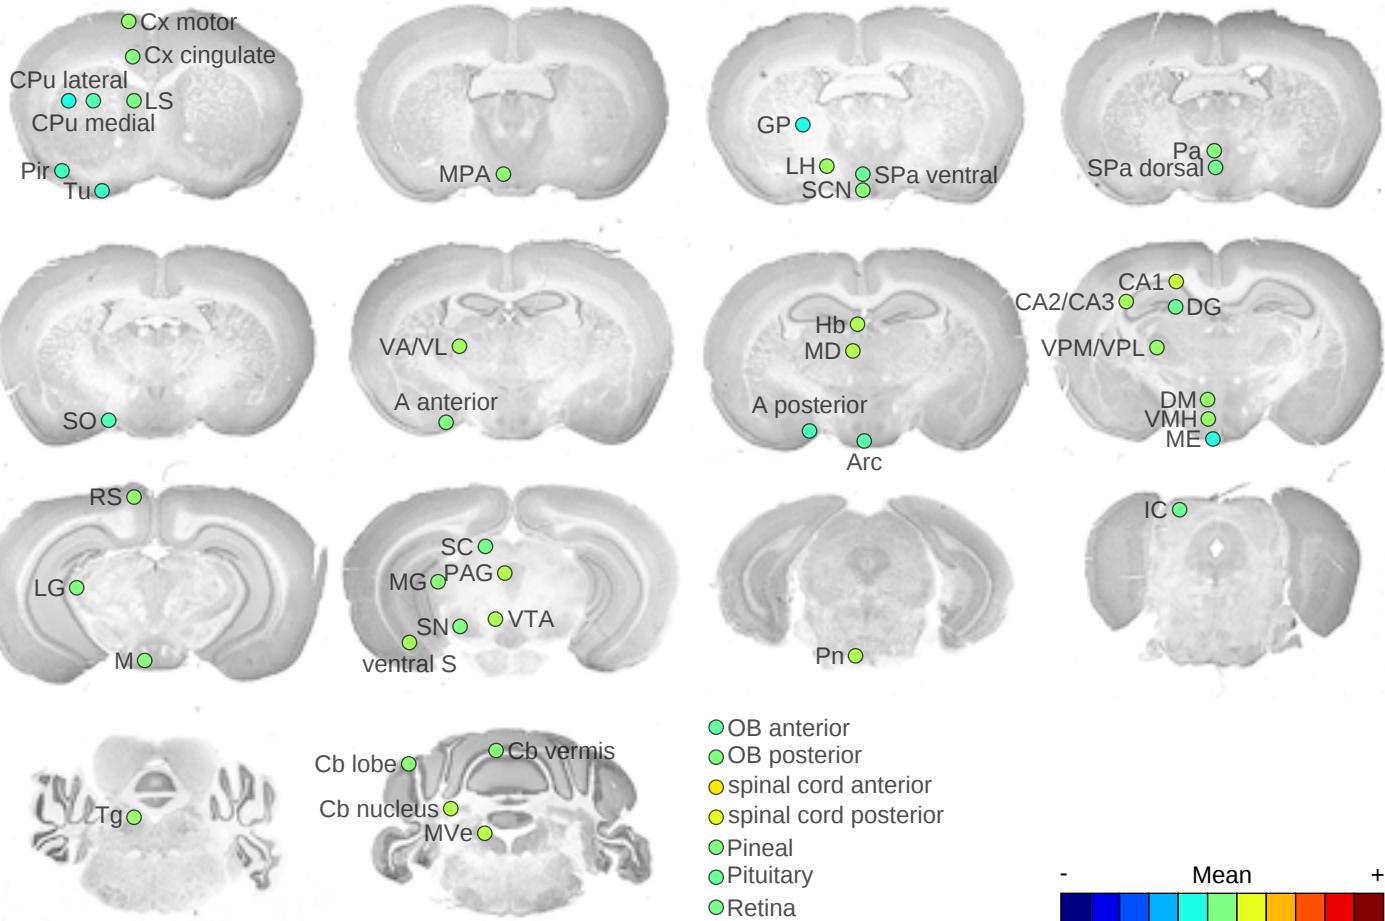 Cx motor
Cx cingulate
CPu lateral
LS
CPu medial
Pir
Tu
MPA
GP
LH
SPa ventral
SCN
Pa
SPa dorsal
SO
VA/VL
A anterior
Hb
MD
A posterior
Arc
CA1
CA2/CA3
DG
VPM/VPL
DM
VMH
ME
RS
LG
M
SC
MG
PAG
SN
VTA
ventral S
Pn
IC
Tg
Cb lobe
Cb vermis
Cb nucleus
MVe
OB anterior
OB posterior
spinal cord anterior
spinal cord posterior
Pineal
Pituitary
Retina
- Mean +